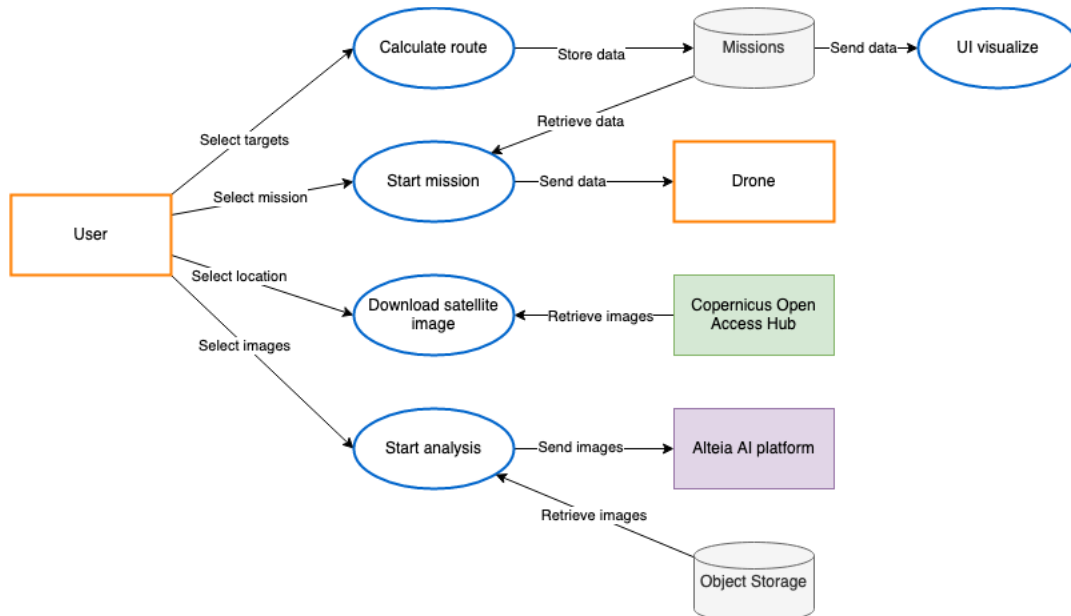 Calculate route
Store data
Missions
Send data
UI visualize
Retrieve data
Select targets
Start mission
Send data
Drone
Select mission
User
Select location
Download satellite
image
Retrieve images
Copernicus Open
Access Hub
Select images
Start analysis
Send images
Alteia AI platform
Retrieve images
Object Storage